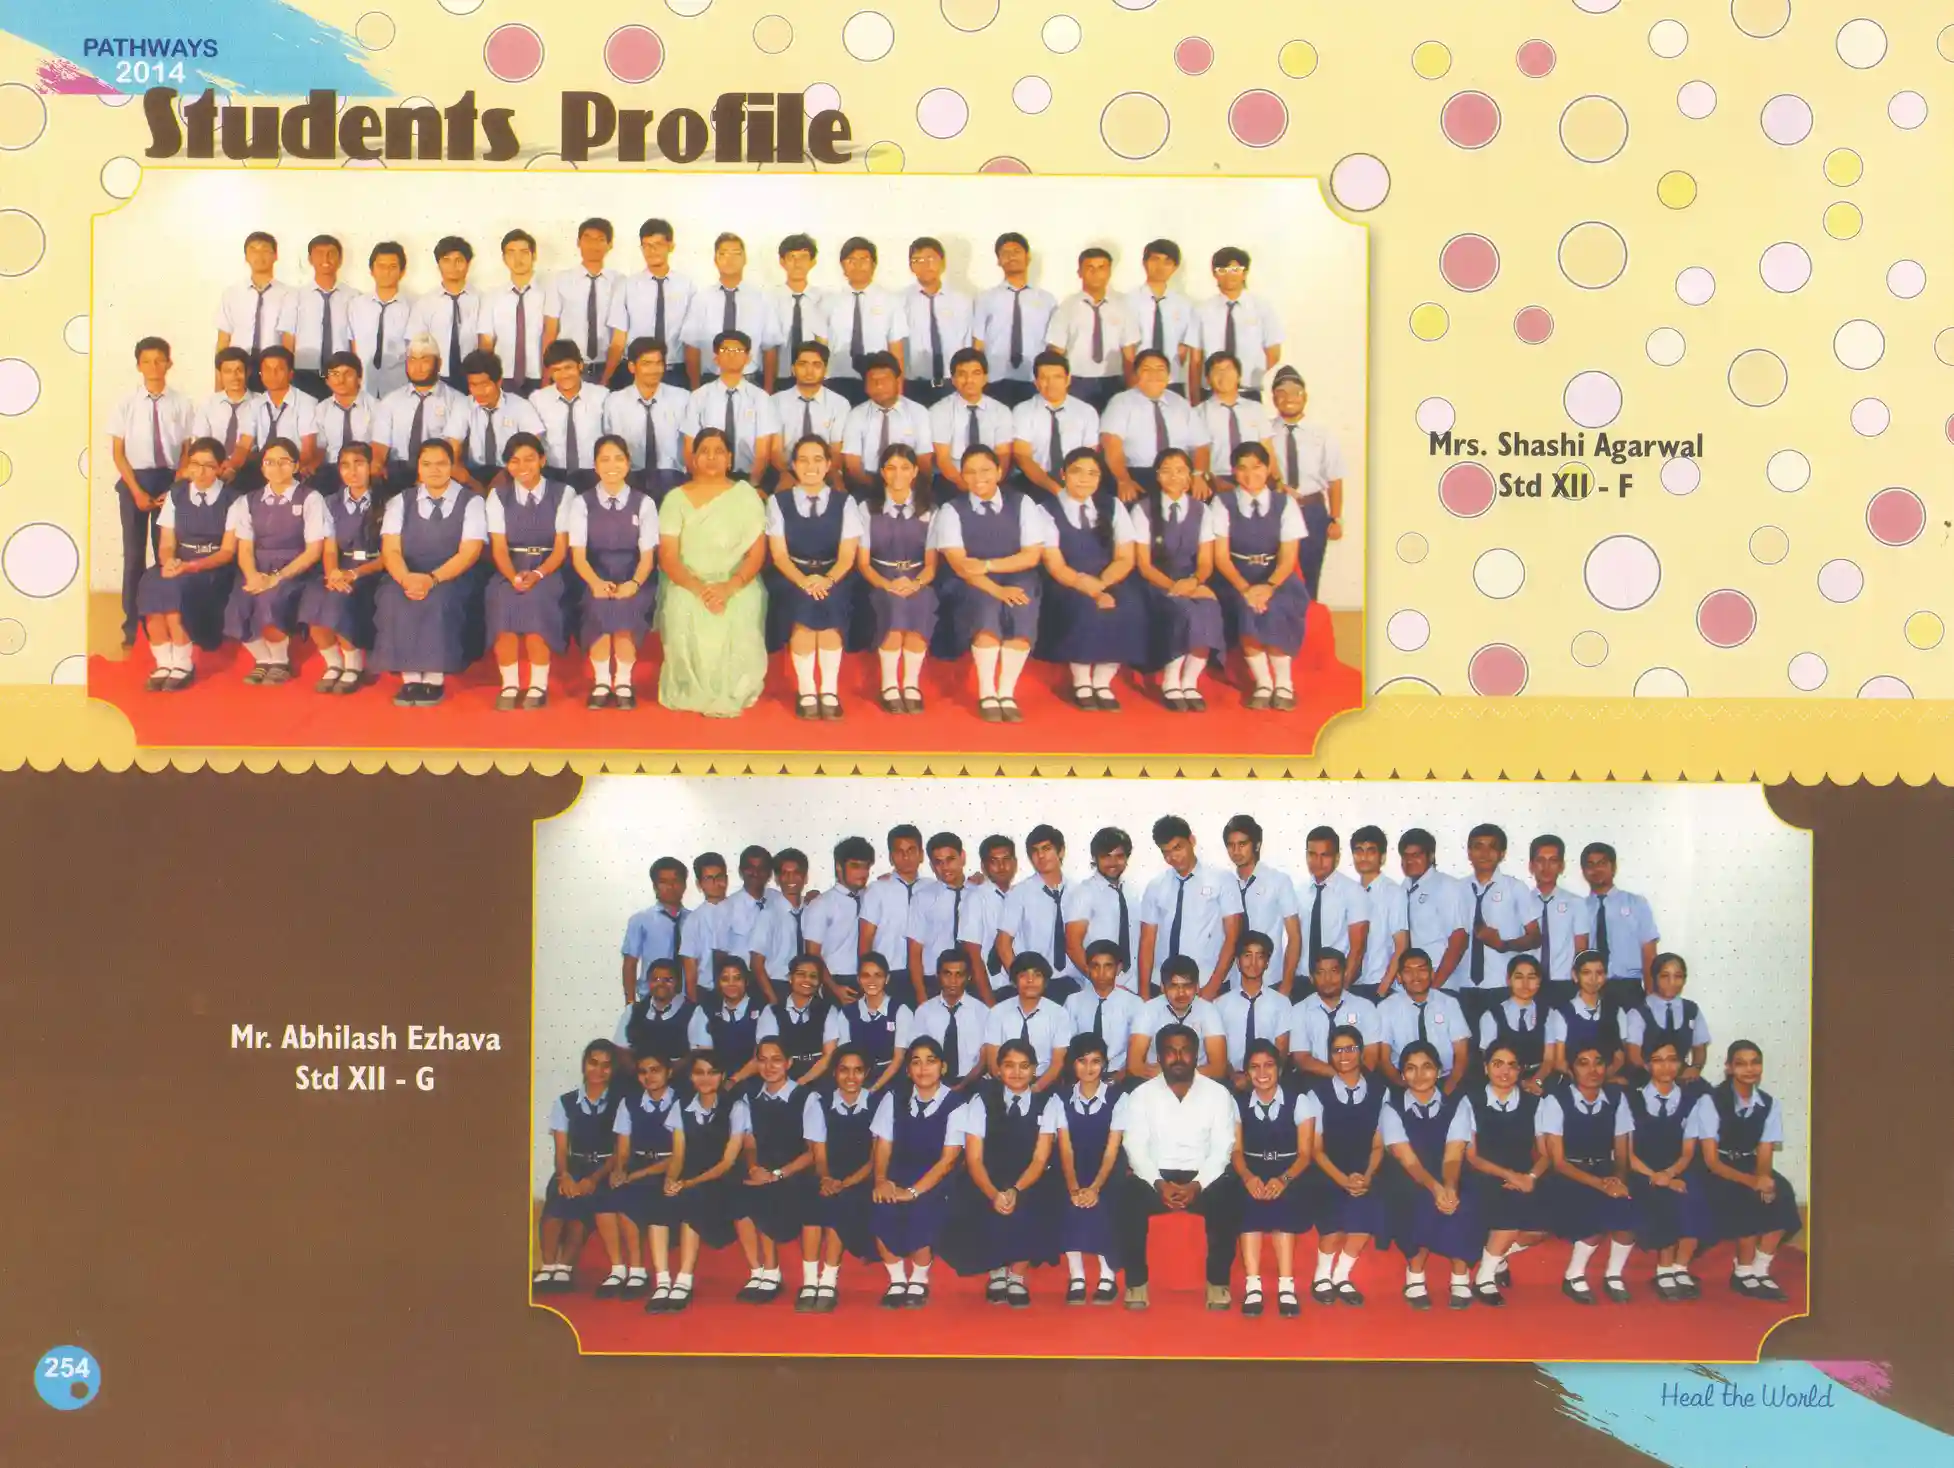 PATHWAYS
2014
Students Profile
Mrs. Shashi Agarwal
Std XII - F
Mr. Abhilash Ezhava
Std XII - G
254
Heal the World